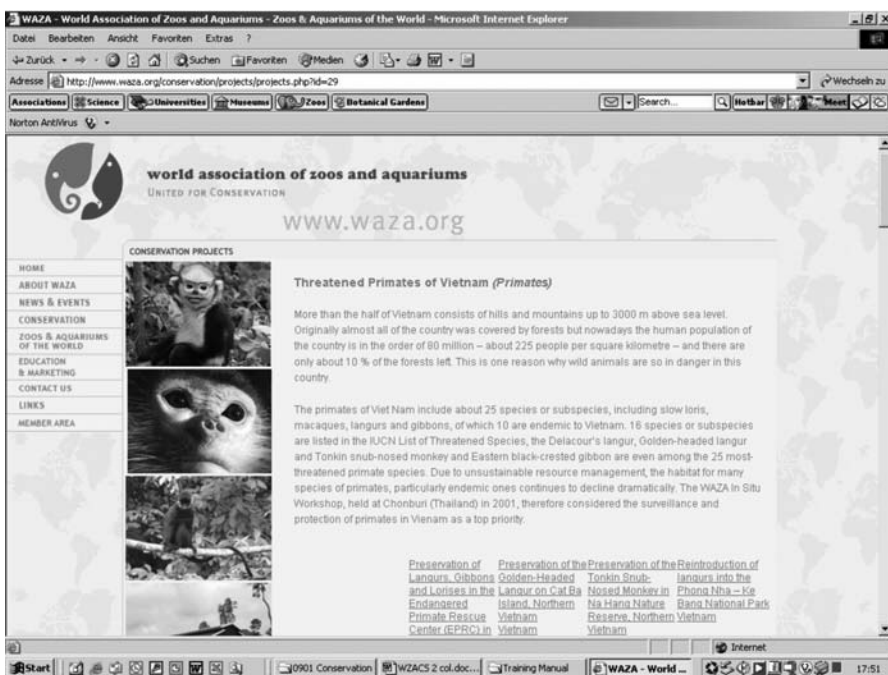 WAZA - World Association of Zoos and Aquariums - Zoos & Aquariums of the World - Microsoft Internet Explorer
Datei Bearbeiten Ansicht Favoriten Extras ?
Zurück Suchen Favoriten Medien
Adresse http://www.waza.org/conservation/projects/projects.php?id=29 Wechseln zu
Associations Science Universities Museums Zoos Botanical Gardens Search... Hotbar Meet
Norton AntiVirus
world association of zoos and aquariums
UNITED FOR CONSERVATION
www.waza.org
CONSERVATION PROJECTS
HOME
ABOUT WAZA
NEWS & EVENTS
CONSERVATION
ZOOS & AQUARIUMS
OF THE WORLD
EDUCATION
& MARKETING
CONTACT US
LINKS
MEMBER AREA
Threatened Primates of Vietnam (Primates)
More than the half of Vietnam consists of hills and mountains up to 3000 m above sea level.
Originally almost all of the country was covered by forests but nowadays the human population of
the country is in the order of 80 million – about 225 people per square kilometre – and there are
only about 10 % of the forests left. This is one reason why wild animals are so in danger in this
country.
The primates of Viet Nam include about 25 species or subspecies, including slow loris,
macaques, langurs and gibbons, of which 10 are endemic to Vietnam. 16 species or subspecies
are listed in the IUCN List of Threatened Species, the Delacour's langur, Golden-headed langur
and Tonkin snub-nosed monkey and Eastern black-crested gibbon are even among the 25 most-
threatened primate species. Due to unsustainable resource management, the habitat for many
species of primates, particularly endemic ones continues to decline dramatically. The WAZA In Situ
Workshop, held at Chonburi (Thailand) in 2001, therefore considered the surveillance and
protection of primates in Vienam as a top priority.
Preservation of
Langurs, Gibbons
and Lorises in the
Endangered
Primate Rescue
Center (EPRC) in
Preservation of the
Golden-Headed
Langur on Cat Ba
Island, Northern
Vietnam
Vietnam
Preservation of the
Tonkin Snub-
Nosed Monkey in
Na Hang Nature
Reserve, Northern
Vietnam
Reintroduction of
langurs into the
Phong Nha – Ke
Bang National Park
Vietnam
Internet
Start 0901 Conservation WZACS 2 col.doc... Training Manual WAZA - World ... 17:51